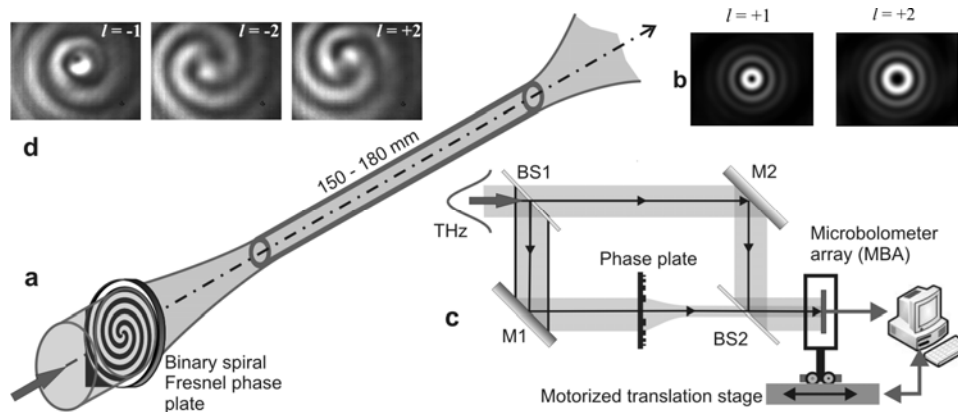 l = -1
l = -2
l = +2
d
150 - 180 mm
a
Binary spiral
Fresnel phase
plate
l = +1
l = +2
b
BS1
M2
THz
Microbolometer
array (MBA)
Phase plate
c
M1
BS2
Motorized translation stage